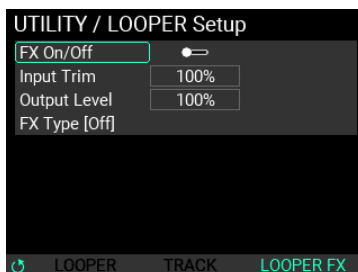 UTILITY / LOOPER Setup
FX On/Off
Input Trim 100%
Output Level 100%
FX Type [Off]
LOOPER TRACK LOOPER FX